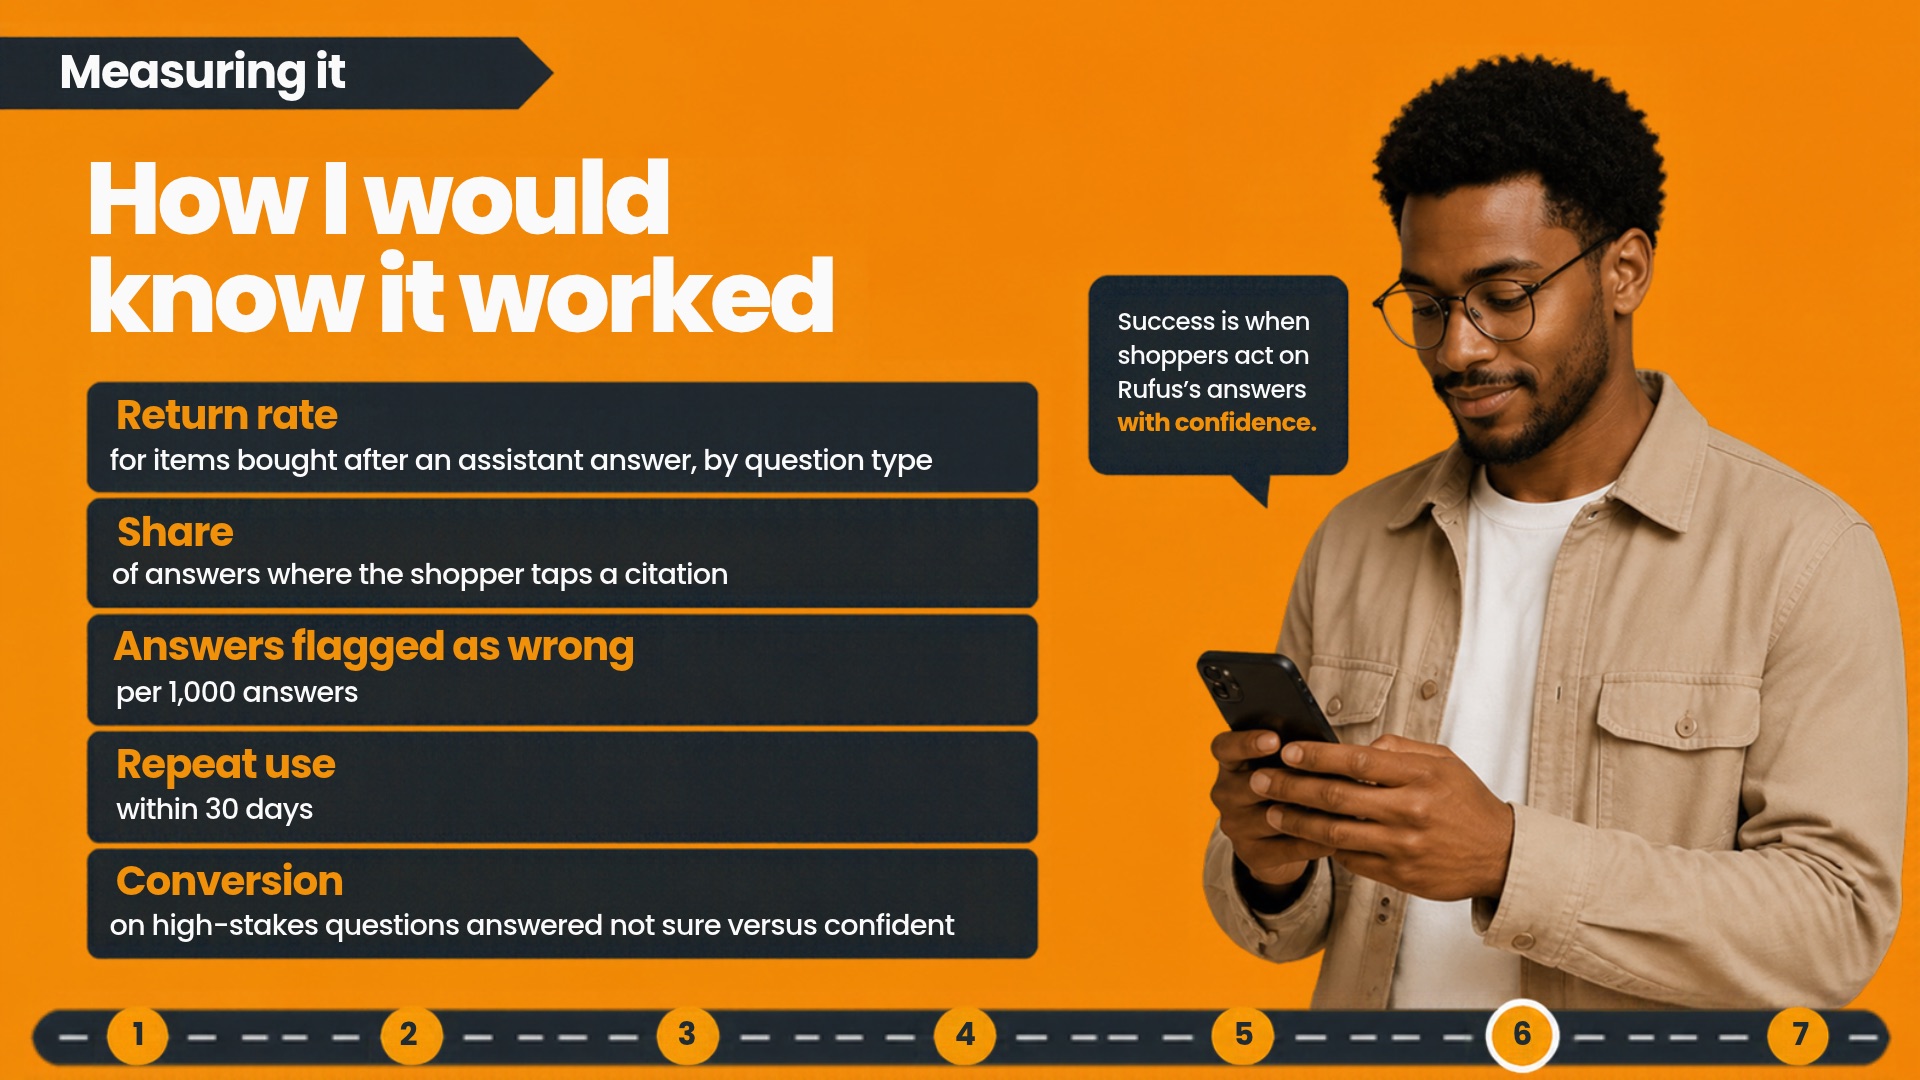 Measuring it
How I would
know it worked
Return rate
for items bought after an assistant answer, by question type
Share
of answers where the shopper taps a citation
Answers flagged as wrong
per 1,000 answers
Repeat use
within 30 days
Conversion
on high-stakes questions answered not sure versus confident
Success is when
shoppers act on
Rufus’s answers
with confidence.
1 2 3 4 5 6 7